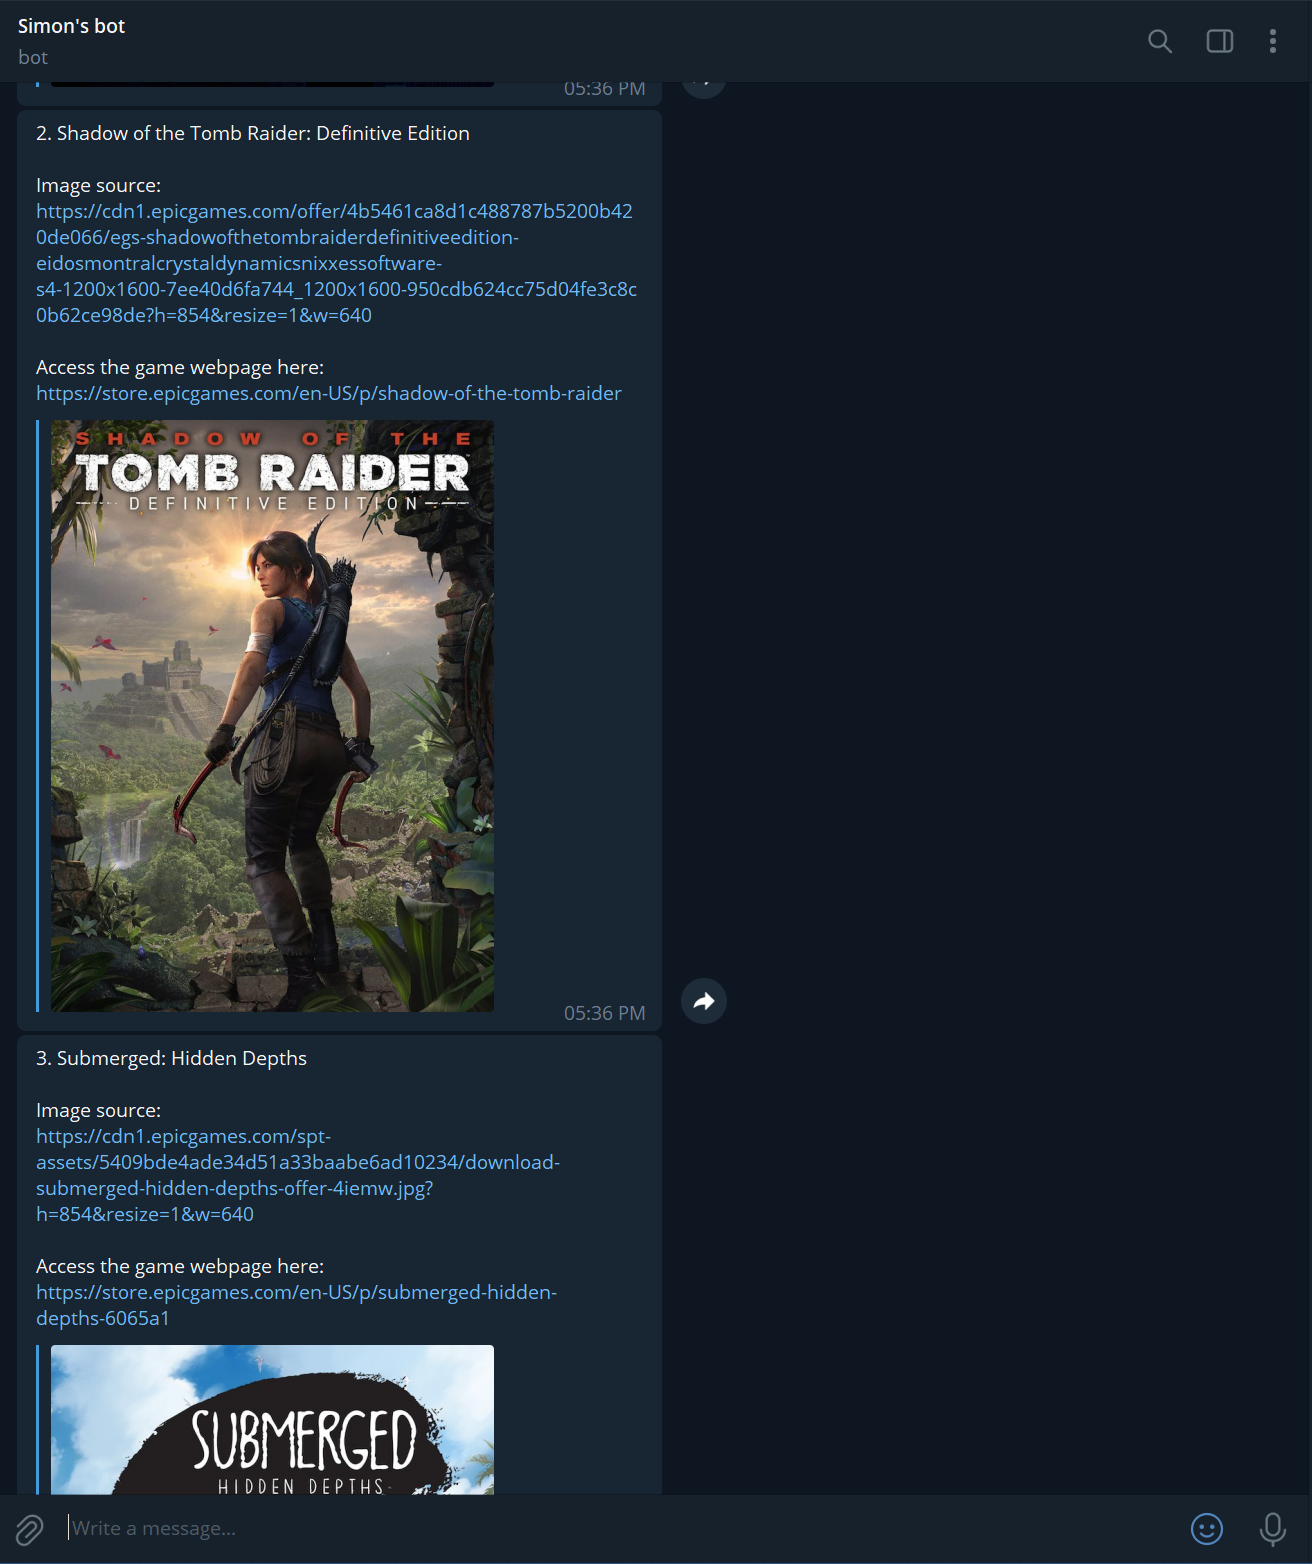 Simon's bot
bot
05:36 PM
2. Shadow of the Tomb Raider: Definitive Edition
Image source:
https://cdn1.epicgames.com/offer/4b5461ca8d1c488787b5200b42
0de066/egs-shadowofthetombraiderdefinitiveedition-
eidosmontralcrystaldynamicsnixxessoftware-
s4-1200x1600-7ee40d6fa744_1200x1600-950cdb624cc75d04fe3c8c
0b62ce98de?h=854&resize=1&w=640
Access the game webpage here:
https://store.epicgames.com/en-US/p/shadow-of-the-tomb-raider
SHADOW OF THE
TOMB RAIDER
DEFINITIVE EDITION
05:36 PM
3. Submerged: Hidden Depths
Image source:
https://cdn1.epicgames.com/spt-
assets/5409bde4ade34d51a33baabe6ad10234/download-
submerged-hidden-depths-offer-4iemw.jpg?
h=854&resize=1&w=640
Access the game webpage here:
https://store.epicgames.com/en-US/p/submerged-hidden-
depths-6065a1
SUBMERGED
HIDDEN DEPTHS
Write a message...